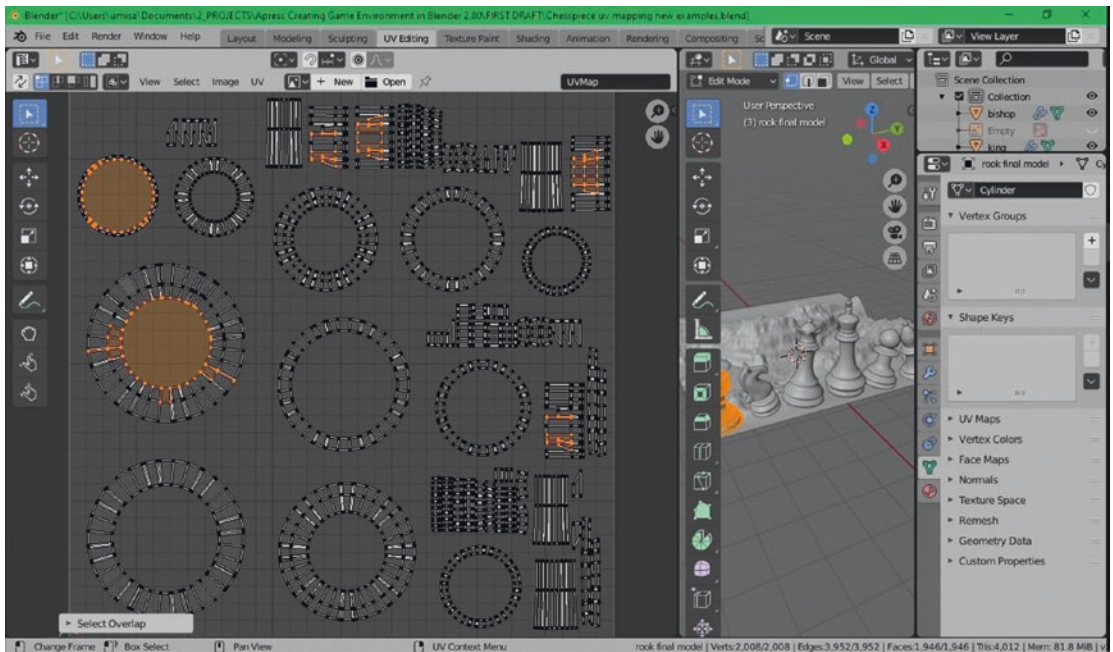 Blender* [C:\Users\umisa\Documents\2_PROJECTS\Apress Creating Game Environment in Blender 2.80\FIRST DRAFT\Chesspiece uv mapping new examples.blend]
File Edit Render Window Help Layout Modeling Sculpting UV Editing Texture Paint Shading Animation Rendering Compositing Sc Scene View Layer
Global
View Select Image UV New Open UVMap Edit Mode View Select
Scene Collection
Collection
bishop
Empty
king
User Perspective
(3) rook final model
rook final model Cy
Cylinder
Vertex Groups
Shape Keys
UV Maps
Vertex Colors
Face Maps
Normals
Texture Space
Remesh
Geometry Data
Custom Properties
Select Overlap
Change Frame Box Select Pan View UV Context Menu rook final model | Verts:2,008/2,008 | Edges:3,952/3,952 | Faces:1,946/1,946 | Tris:4,012 | Mem: 81.8 MiB | v